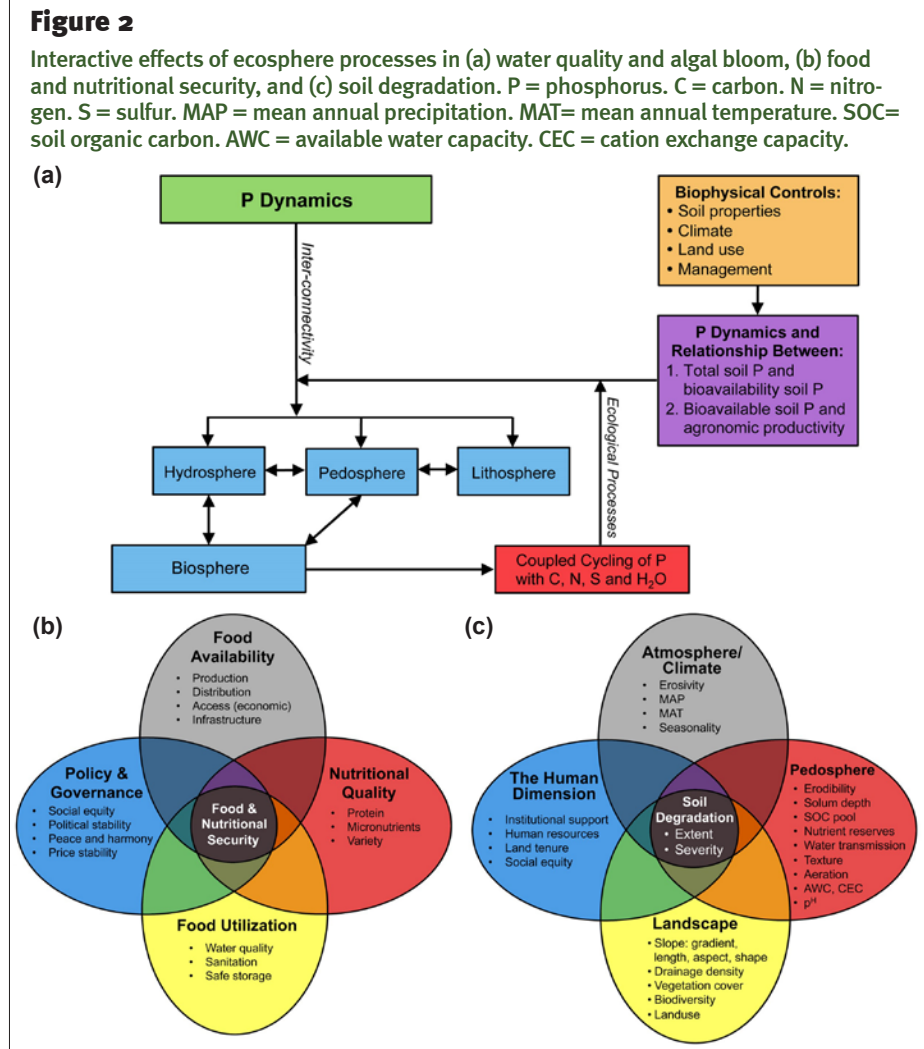 Figure 2
Interactive effects of ecosphere processes in (a) water quality and algal bloom, (b) food
and nutritional security, and (c) soil degradation. P = phosphorus. C = carbon. N = nitro-
gen. S = sulfur. MAP = mean annual precipitation. MAT= mean annual temperature. SOC=
soil organic carbon. AWC = available water capacity. CEC = cation exchange capacity.
(a)
P Dynamics
Inter-connectivity
Biophysical Controls:
• Soil properties
• Climate
• Land use
• Management
P Dynamics and
Relationship Between:
1. Total soil P and
bioavailability soil P
2. Bioavailable soil P and
agronomic productivity
Ecological Processes
Hydrosphere
Pedosphere
Lithosphere
Biosphere
Coupled Cycling of P
with C, N, S and H₂O
(b)
Food
Availability
• Production
• Distribution
• Access (economic)
• Infrastructure
Policy &
Governance
• Social equity
• Political stability
• Peace and harmony
• Price stability
Food &
Nutritional
Security
Nutritional
Quality
• Protein
• Micronutrients
• Variety
Food Utilization
• Water quality
• Sanitation
• Safe storage
(c)
Atmosphere/
Climate
• Erosivity
• MAP
• MAT
• Seasonality
The Human
Dimension
• Institutional support
• Human resources
• Land tenure
• Social equity
Soil
Degradation
• Extent
• Severity
Pedosphere
• Erodibility
• Solum depth
• SOC pool
• Nutrient reserves
• Water transmission
• Texture
• Aeration
• AWC, CEC
• pᴴ
Landscape
• Slope: gradient,
length, aspect, shape
• Drainage density
• Vegetation cover
• Biodiversity
• Landuse